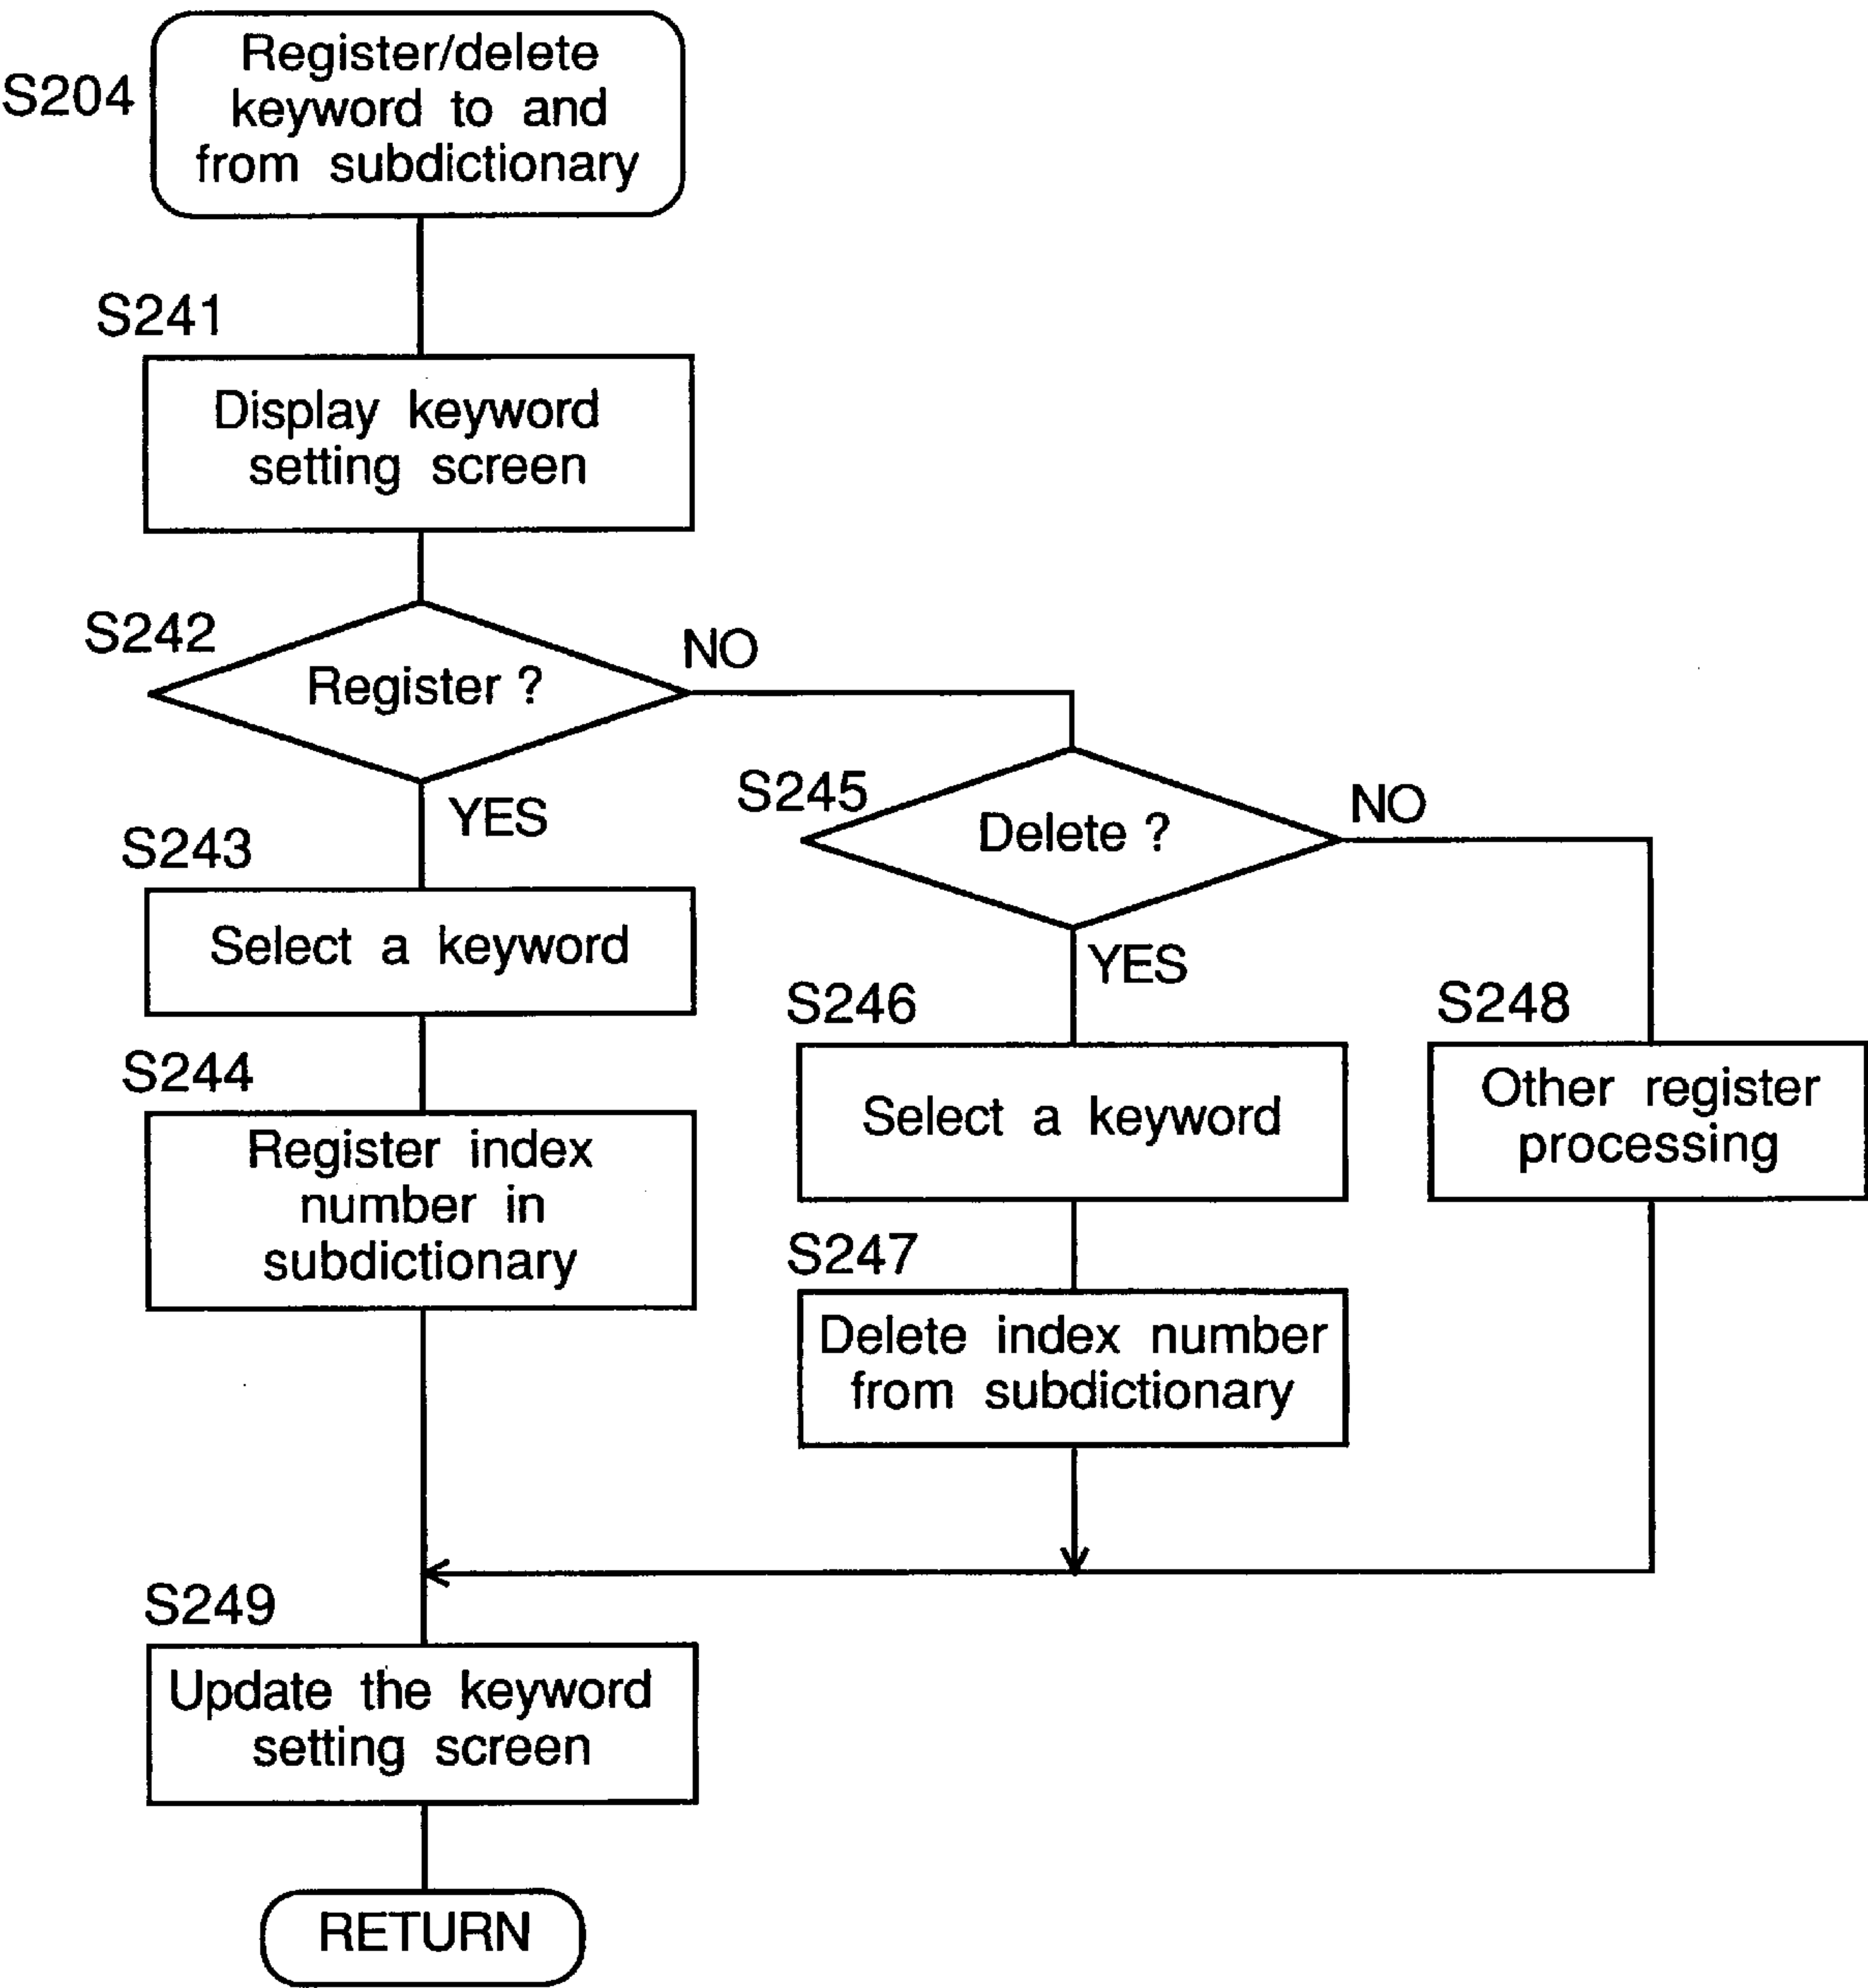 S204
Register/delete
keyword to and
from subdictionary
S241
Display keyword
setting screen
S242
Register ?
NO
YES
S243
Select a keyword
S244
Register index
number in
subdictionary
S245
Delete ?
NO
YES
S246
Select a keyword
S247
Delete index number
from subdictionary
S248
Other register
processing
S249
Update the keyword
setting screen
RETURN